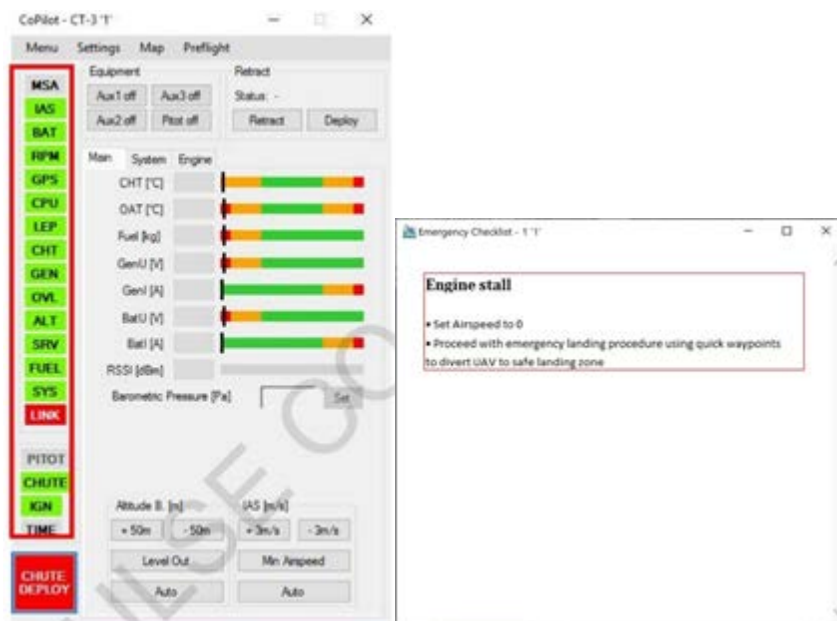 CoPilot - CT-3 '1'
Menu Settings Map Preflight
MSA
IAS
BAT
RPM
GPS
CPU
LEP
CHT
GEN
OVL
ALT
SRV
FUEL
SYS
LINK
PITOT
CHUTE
IGN
TIME
CHUTE
DEPLOY
Equipment
Aux1 off Aux3 off
Aux2 off Pitot off
Retract
Status: -
Retract Deploy
Main System Engine
CHT [°C]
OAT [°C]
Fuel [kg]
GenU [V]
GenI [A]
BatU [V]
BatI [A]
RSSI [dBm]
Barometric Pressure [Pa] Set
Altitude B. [m]
+ 50m - 50m
Level Out
Auto
IAS [m/s]
+ 3m/s - 3m/s
Min Airspeed
Auto
Emergency Checklist - 1 '1'
Engine stall
• Set Airspeed to 0
• Proceed with emergency landing procedure using quick waypoints
to divert UAV to safe landing zone